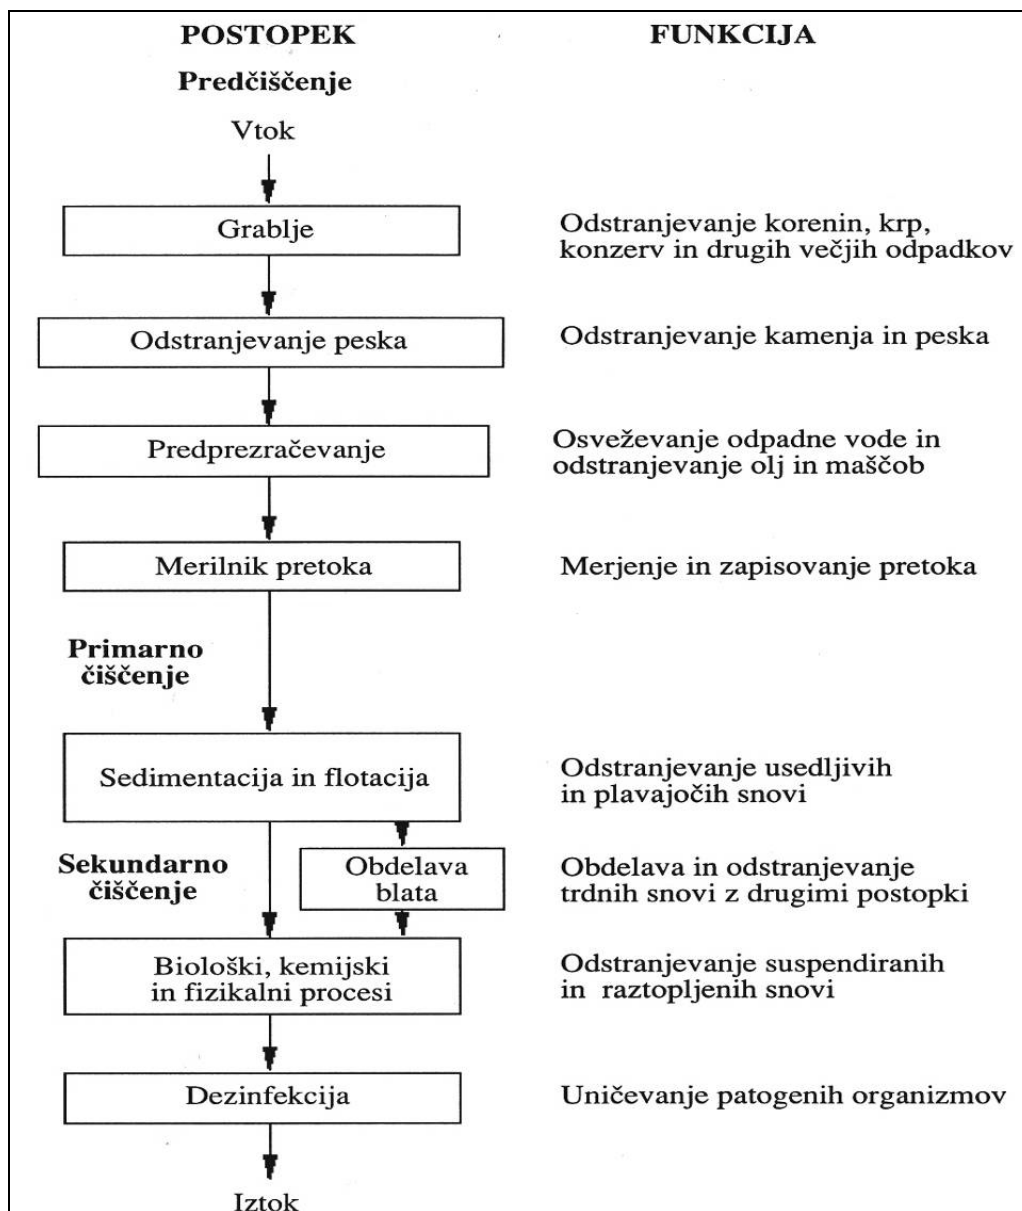 POSTOPEK
FUNKCIJA
Predčiščenje
Vtok
Grablje
Odstranjevanje korenin, krp,
konzerv in drugih večjih odpadkov
Odstranjevanje peska
Odstranjevanje kamenja in peska
Predprezračevanje
Osveževanje odpadne vode in
odstranjevanje olj in maščob
Merilnik pretoka
Merjenje in zapisovanje pretoka
Primarno
čiščenje
Sedimentacija in flotacija
Odstranjevanje usedljivih
in plavajočih snovi
Sekundarno
čiščenje
Obdelava
blata
Obdelava in odstranjevanje
trdnih snovi z drugimi postopki
Biološki, kemijski
in fizikalni procesi
Odstranjevanje suspendiranih
in raztopljenih snovi
Dezinfekcija
Uničevanje patogenih organizmov
Iztok